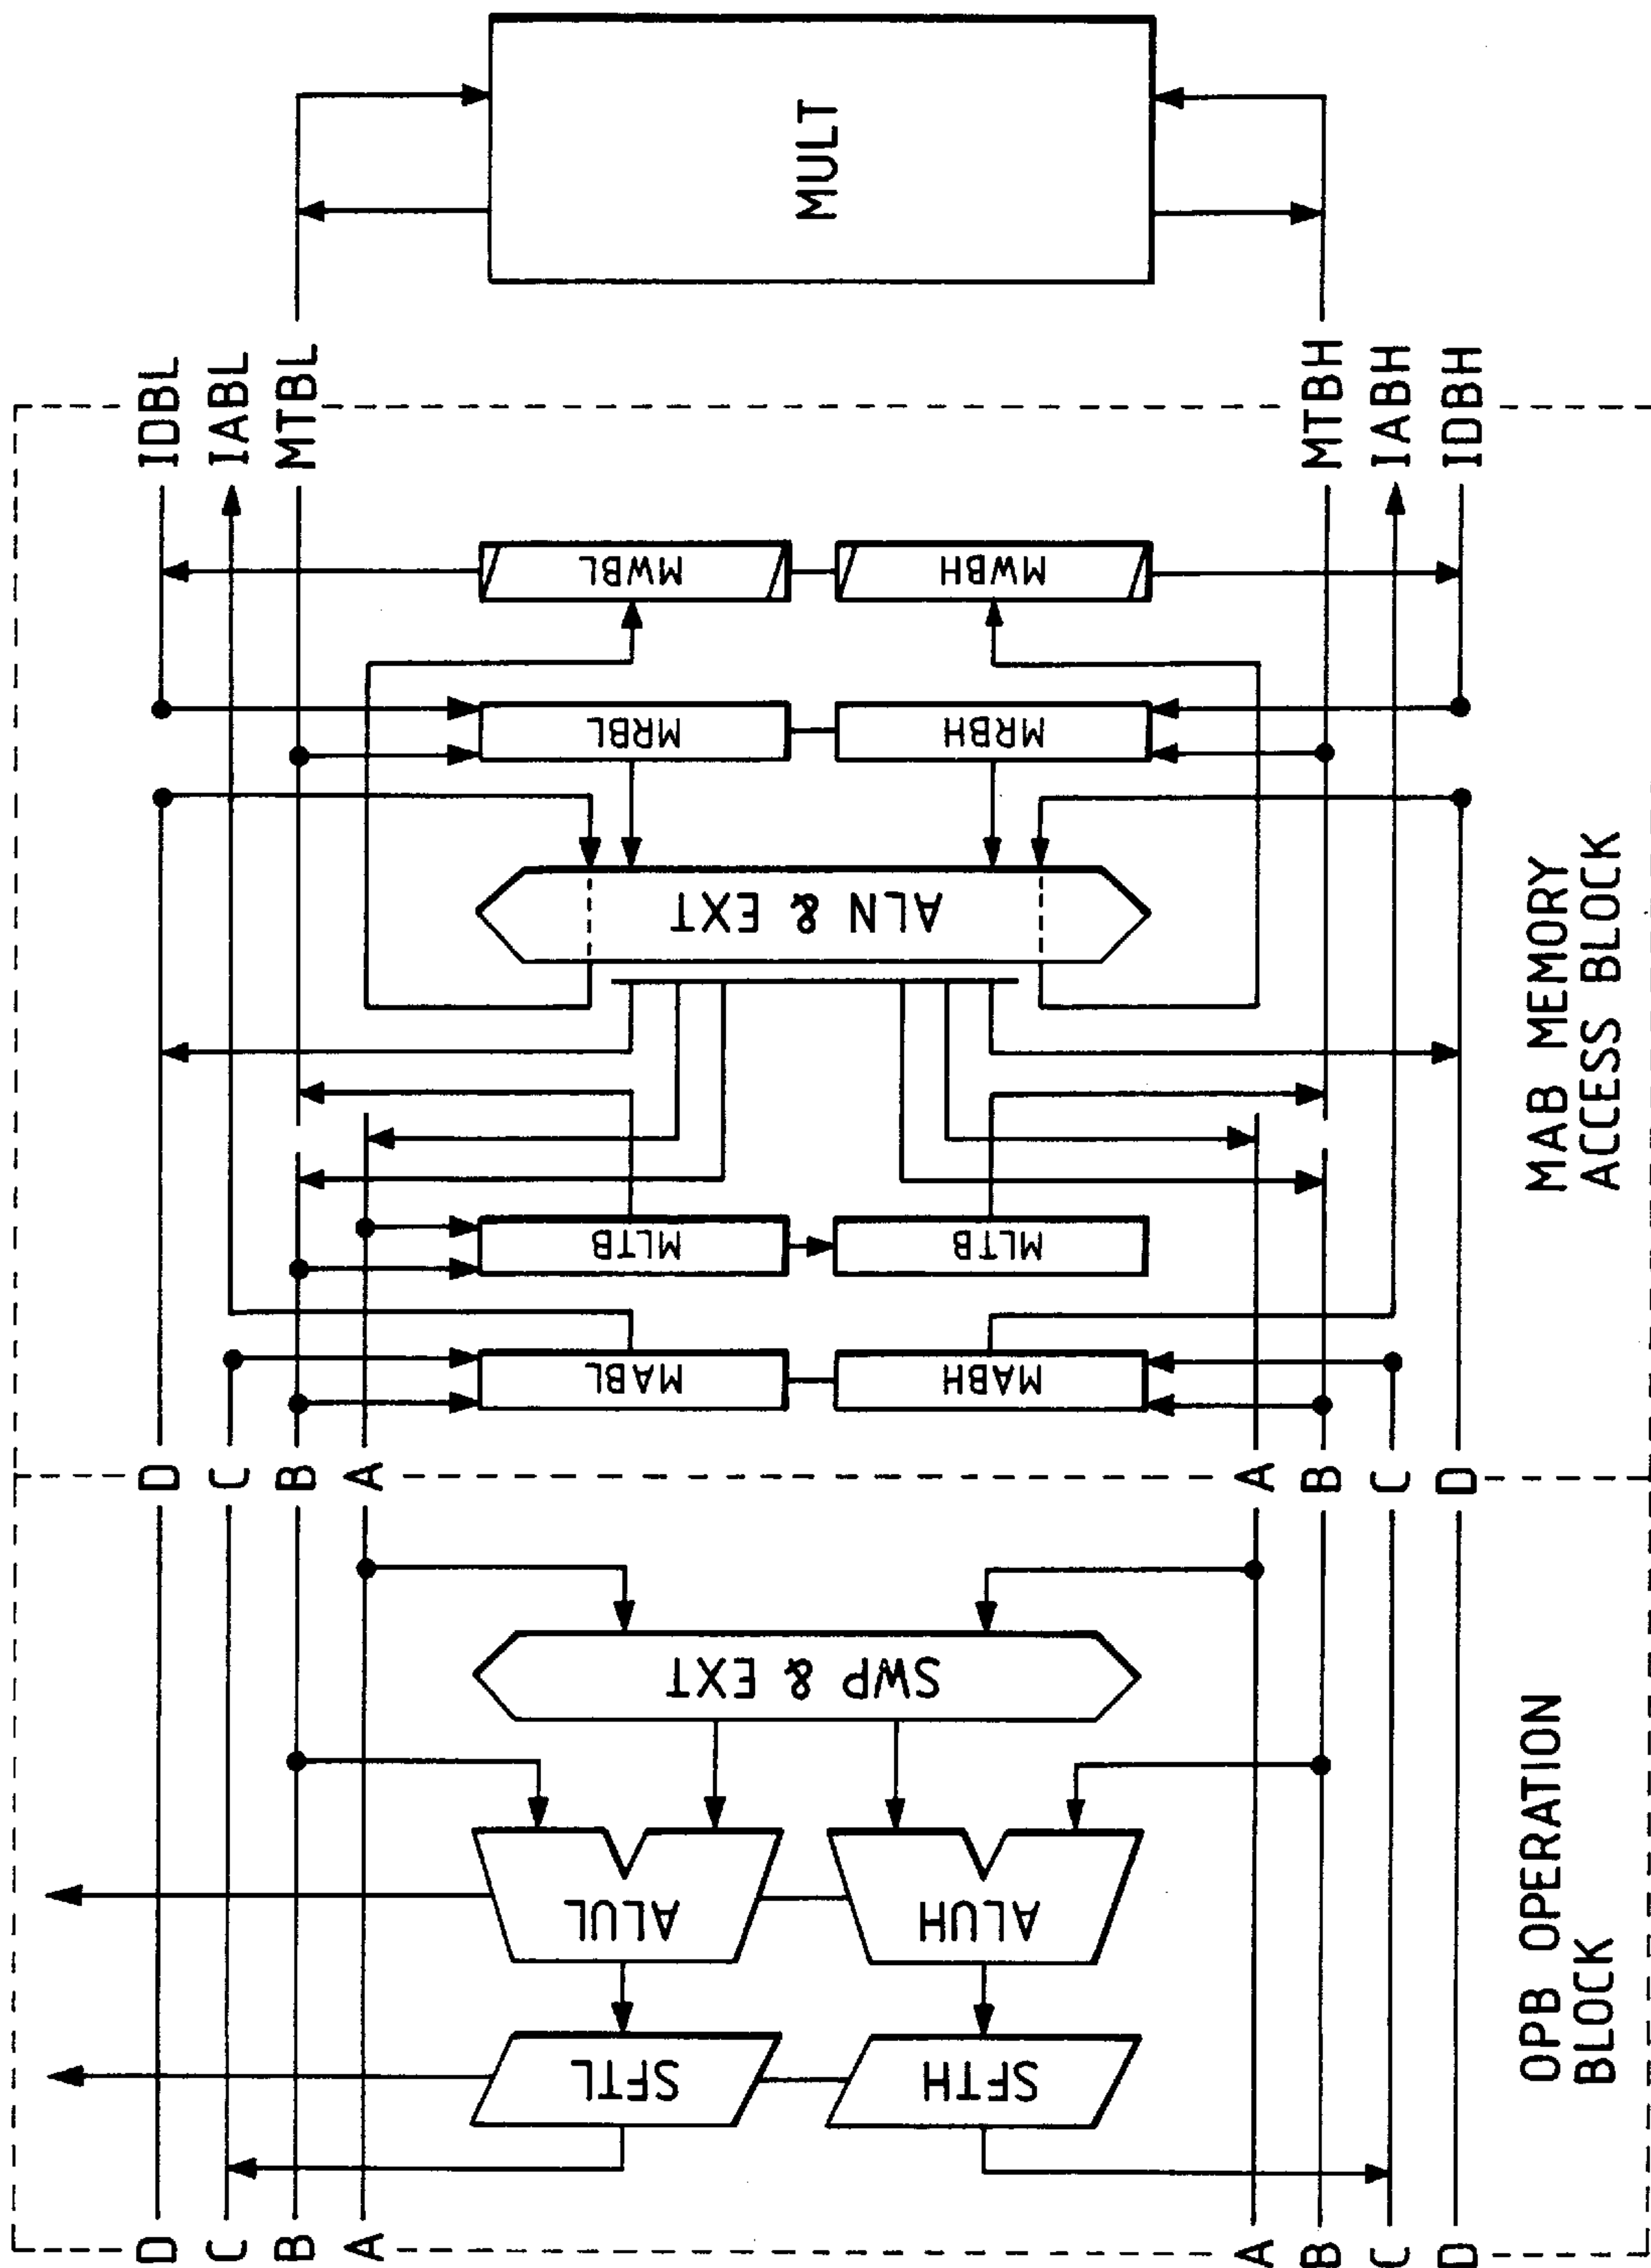 MULT
IDBL
IABL
MTBL
MTBH
IABH
IDBH
MWBL
MWBH
MRBL
MRBH
ALN & EXT
MLTB
MLTB
MABL
MABH
MAB MEMORY
ACCESS BLOCK
D
C
B
A
A
B
C
D
SWP & EXT
ALUL
ALUH
SFTL
SFTH
OPB OPERATION
BLOCK
D
C
B
A
A
B
C
D